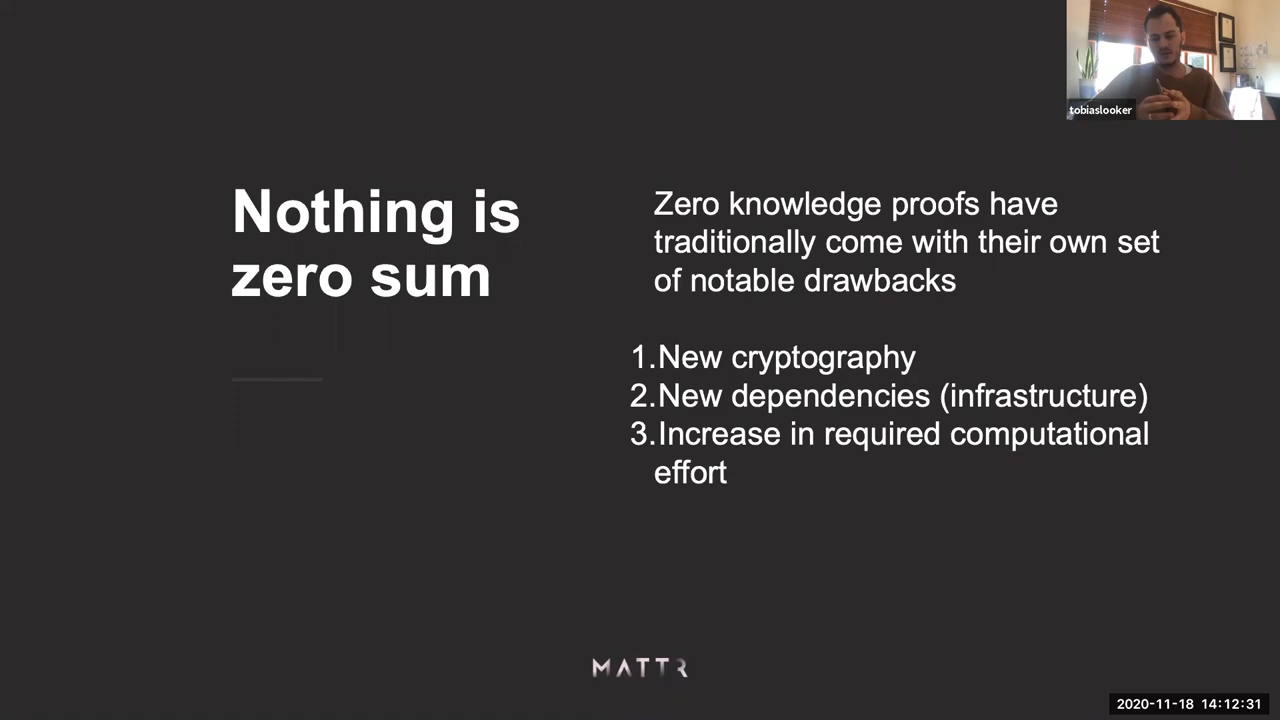 tobiaslooker
Nothing is
zero sum
Zero knowledge proofs have
traditionally come with their own set
of notable drawbacks
1.New cryptography
2.New dependencies (infrastructure)
3.Increase in required computational
effort
MATTR
2020-11-18 14:12:31